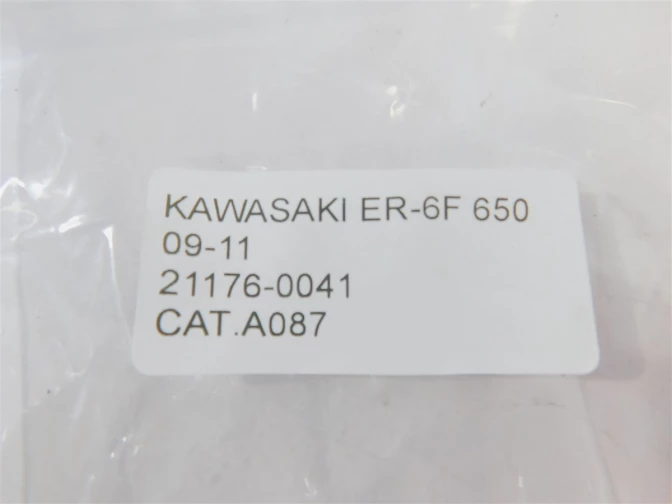 KAWASAKI ER-6F 650
09-11
21176-0041
CAT.A087